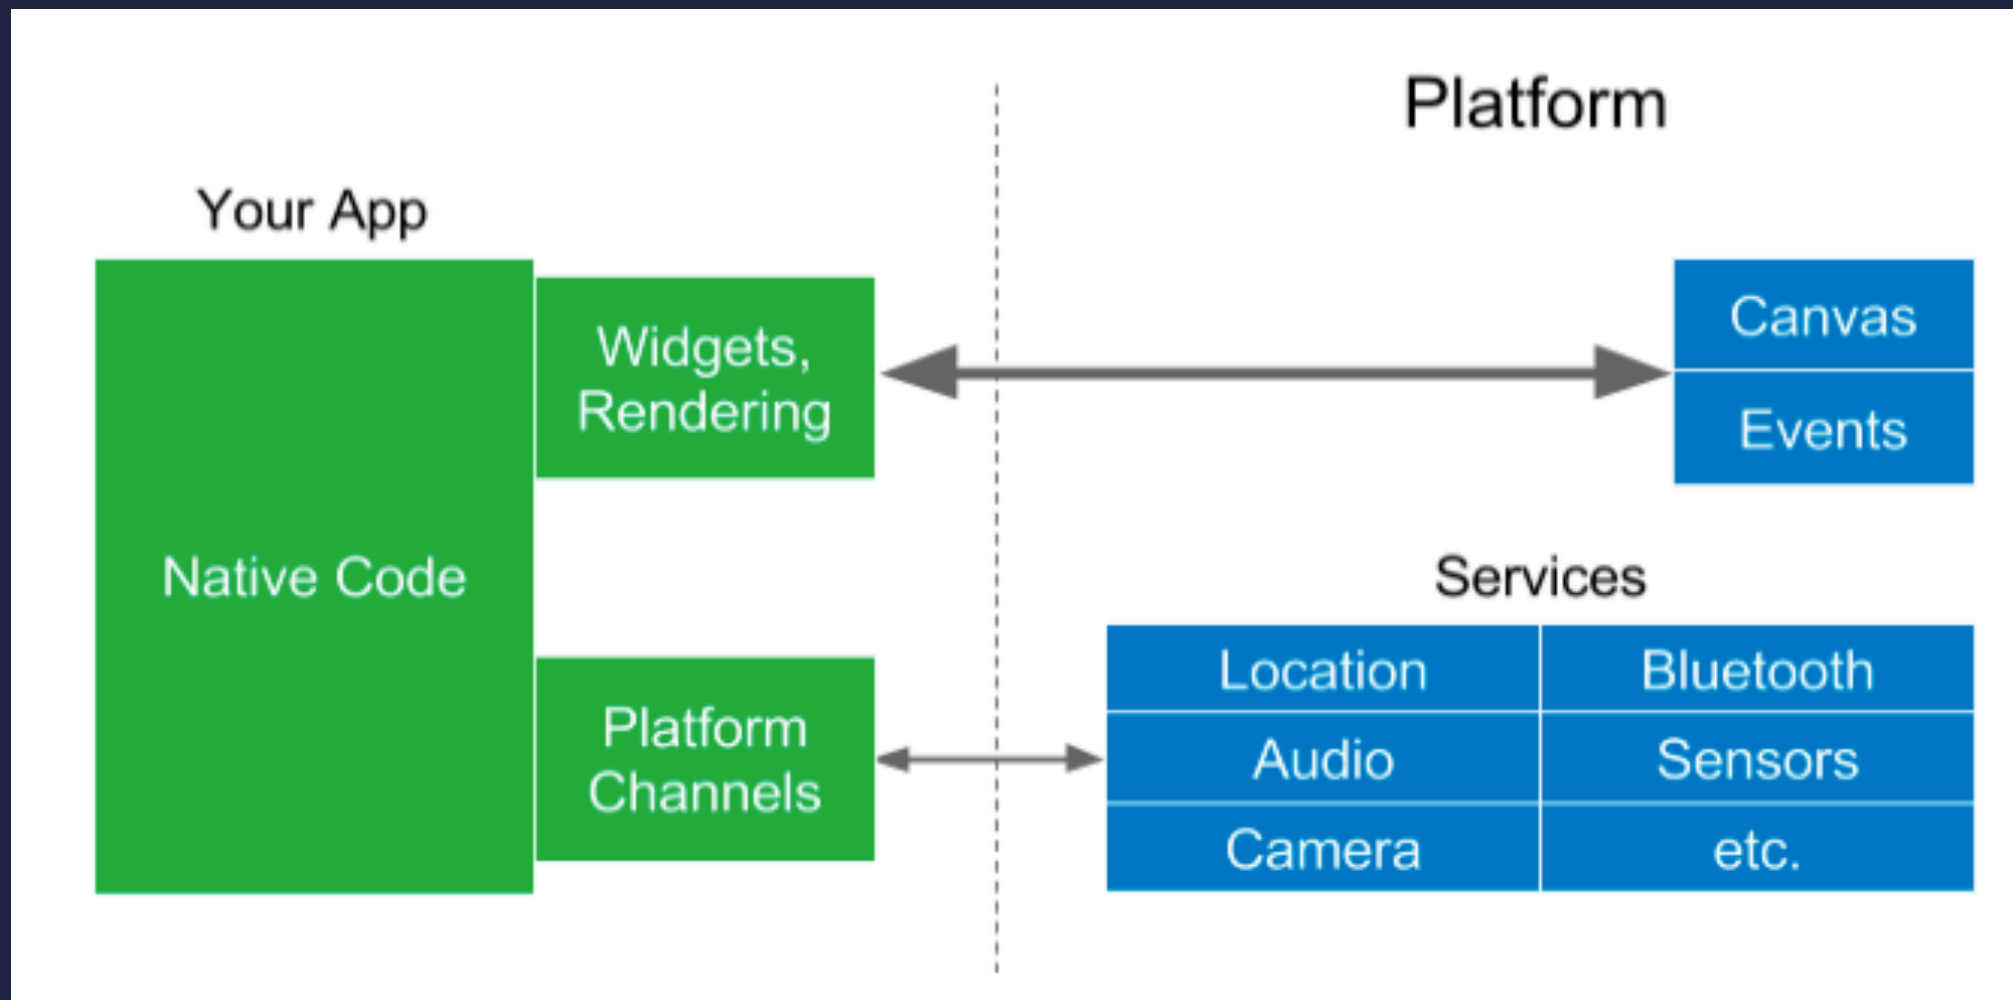 Platform
Your App
Widgets,
Rendering
Canvas
Events
Native Code
Services
Platform
Channels
Location
Bluetooth
Audio
Sensors
Camera
etc.